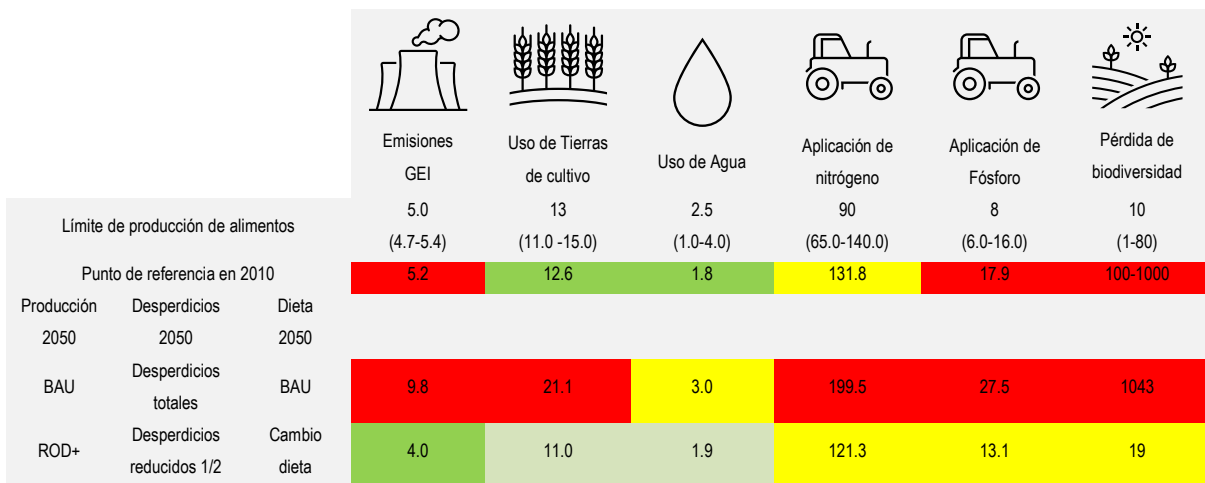 Emisiones GEI
Uso de Tierras de cultivo
Uso de Agua
Aplicación de nitrógeno
Aplicación de Fósforo
Pérdida de biodiversidad
Límite de producción de alimentos
5.0 (4.7-5.4)
13 (11.0 -15.0)
2.5 (1.0-4.0)
90 (65.0-140.0)
8 (6.0-16.0)
10 (1-80)
Punto de referencia en 2010
5.2
12.6
1.8
131.8
17.9
100-1000
Producción 2050
Desperdicios 2050
Dieta 2050
BAU
Desperdicios totales
BAU
9.8
21.1
3.0
199.5
27.5
1043
ROD+
Desperdicios reducidos 1/2
Cambio dieta
4.0
11.0
1.9
121.3
13.1
19